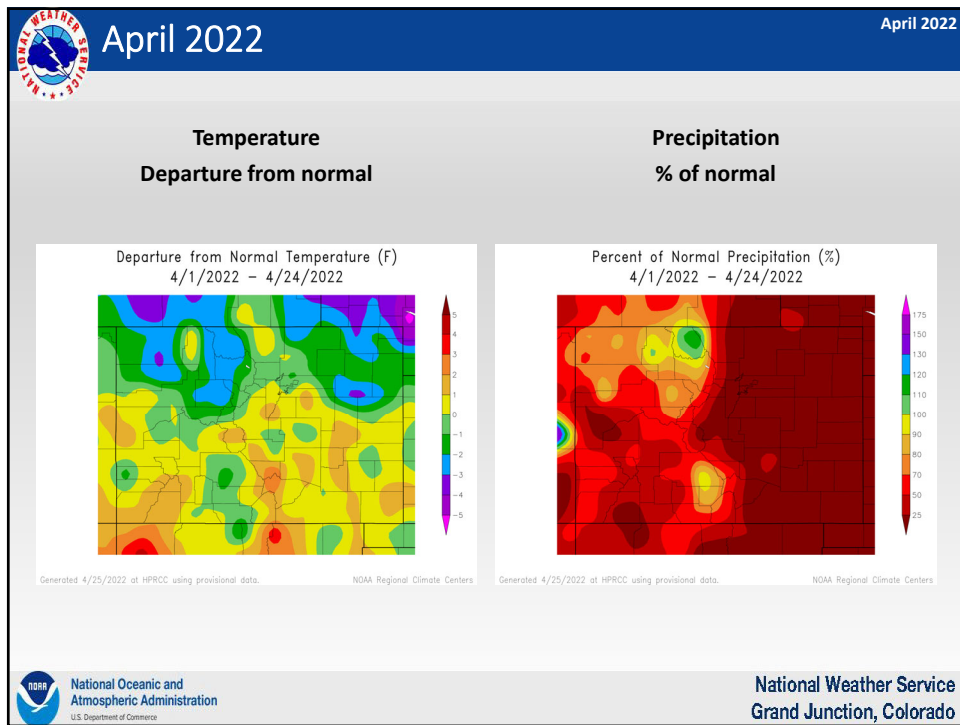 NATIONAL WEATHER SERVICE
April 2022
April 2022
Temperature
Departure from normal
Precipitation
% of normal
Departure from Normal Temperature (F)
4/1/2022 – 4/24/2022
5
4
3
2
1
0
−1
−2
−3
−4
−5
Generated 4/25/2022 at HPRCC using provisional data.
NOAA Regional Climate Centers
Percent of Normal Precipitation (%)
4/1/2022 – 4/24/2022
175
150
130
120
110
100
90
80
70
50
25
Generated 4/25/2022 at HPRCC using provisional data.
NOAA Regional Climate Centers
NOAA
National Oceanic and
Atmospheric Administration
U.S. Department of Commerce
National Weather Service
Grand Junction, Colorado